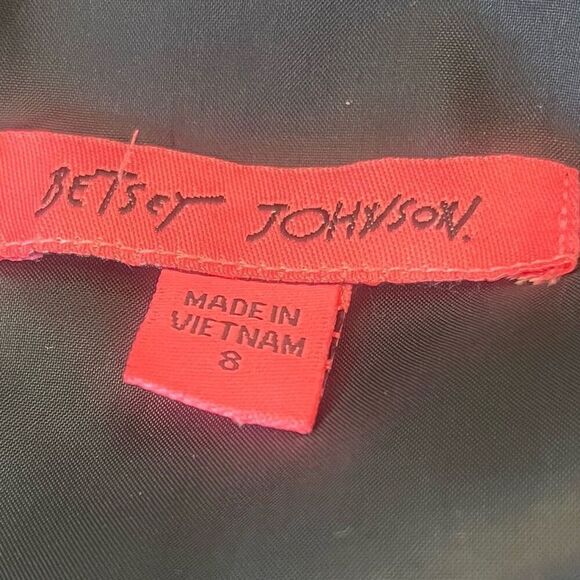 BETSEY JOHNSON.
MADE IN
VIETNAM
8